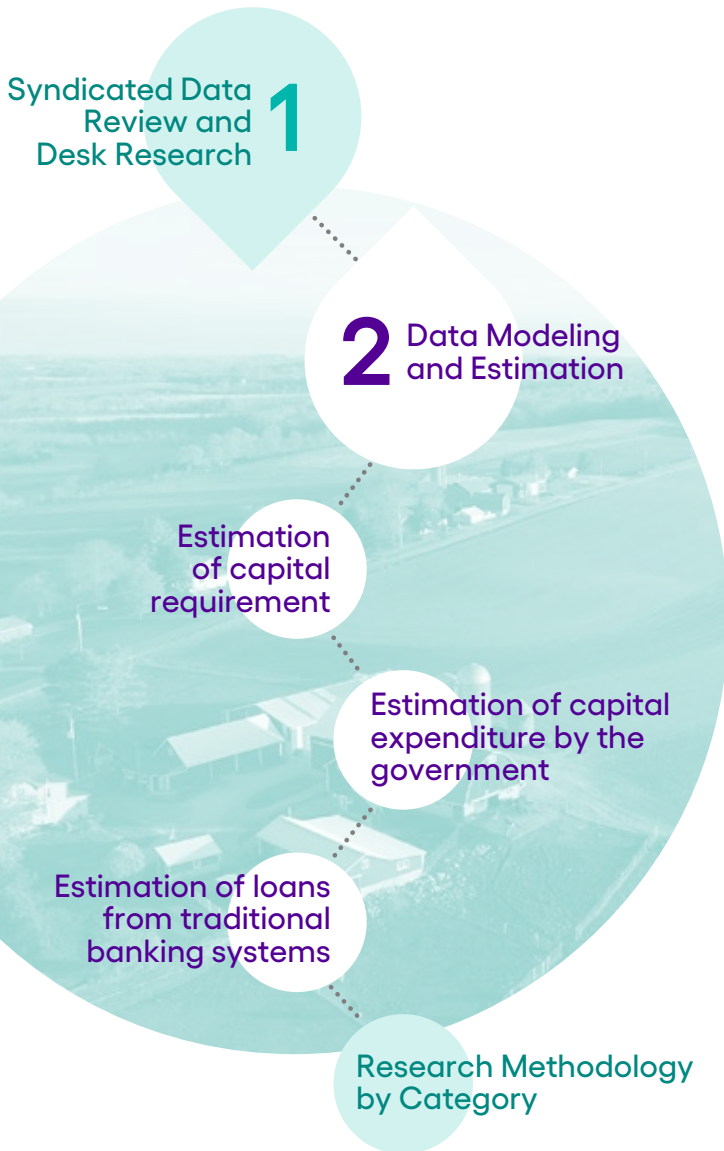 Syndicated Data
Review and
Desk Research
1
2
Data Modeling
and Estimation
Estimation
of capital
requirement
Estimation of capital
expenditure by the
government
Estimation of loans
from traditional
banking systems
Research Methodology
by Category